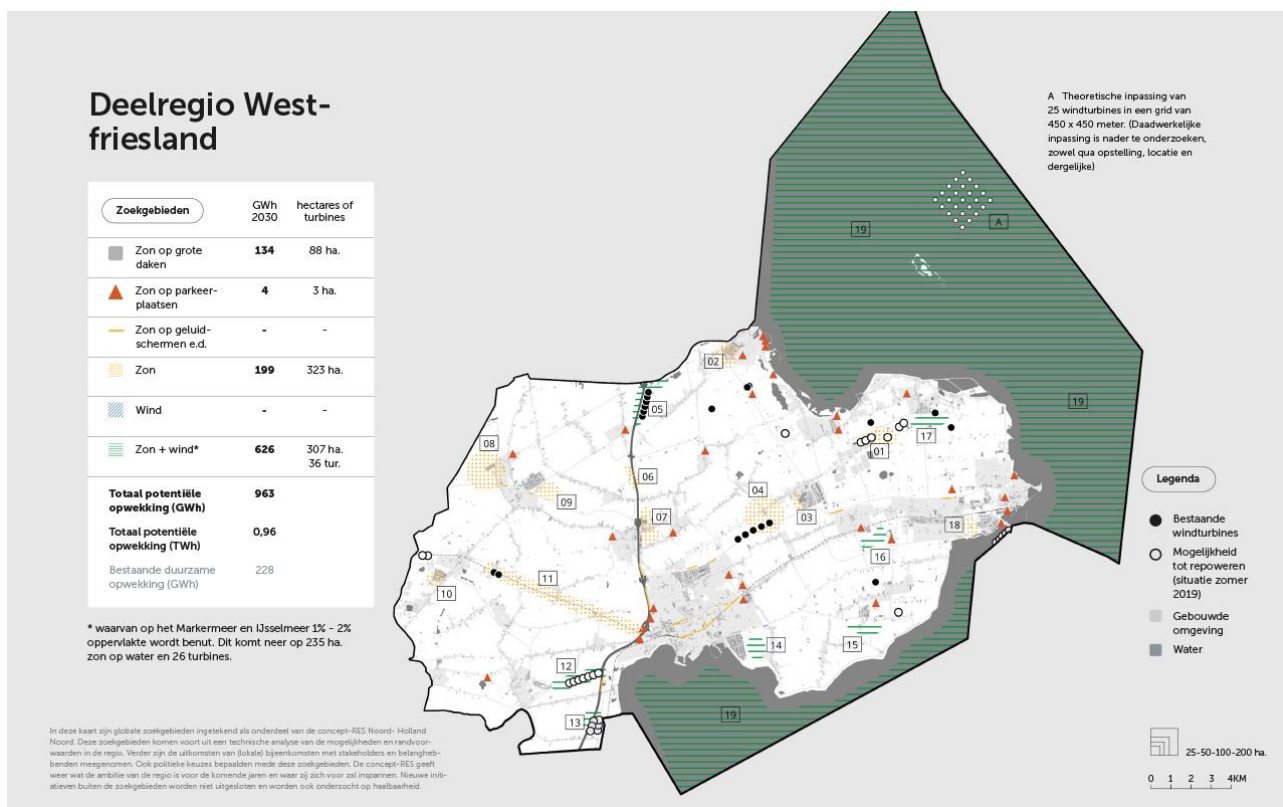 Deelregio West-
friesland
Zoekgebieden
GWh
2030
hectares of
turbines
Zon op grote
daken
134
88 ha.
Zon op parkeer-
plaatsen
4
3 ha.
Zon op geluid-
schermen e.d.
-
-
Zon
199
323 ha.
Wind
-
-
Zon + wind*
626
307 ha.
36 tur.
Totaal potentiële
opwekking (GWh)
963
Totaal potentiële
opwekking (TWh)
0,96
Bestaande duurzame
opwekking (GWh)
228
* waarvan op het Markermeer en IJsselmeer 1% - 2%
oppervlakte wordt benut. Dit komt neer op 235 ha.
zon op water en 26 turbines.
In deze kaart zijn globale zoekgebieden ingetekend als onderdeel van de concept-RES Noord- Holland
Noord. Deze zoekgebieden komen voort uit een technische analyse van de mogelijkheden en randvoor-
waarden in de regio. Verder zijn de uitkomsten van (lokale) bijeenkomsten met stakeholders en belangheb-
benden meegenomen. Ook politieke keuzes bepaalden mede deze zoekgebieden. De concept-RES geeft
weer wat de ambitie van de regio is voor de komende jaren en waar zij zich voor zal inspannen. Nieuwe initi-
atieven buiten de zoekgebieden worden niet uitgesloten en worden ook onderzocht op haalbaarheid.
A Theoretische inpassing van
25 windturbines in een grid van
450 x 450 meter. (Daadwerkelijke
inpassing is nader te onderzoeken,
zowel qua opstelling, locatie en
dergelijke)
A
19
19
02
05
17
01
08
06
04
09
03
07
18
16
11
10
14
15
12
13
19
Legenda
Bestaande
windturbines
Mogelijkheid
tot repoweren
(situatie zomer
2019)
Gebouwde
omgeving
Water
25-50-100-200 ha.
0 1 2 3 4KM